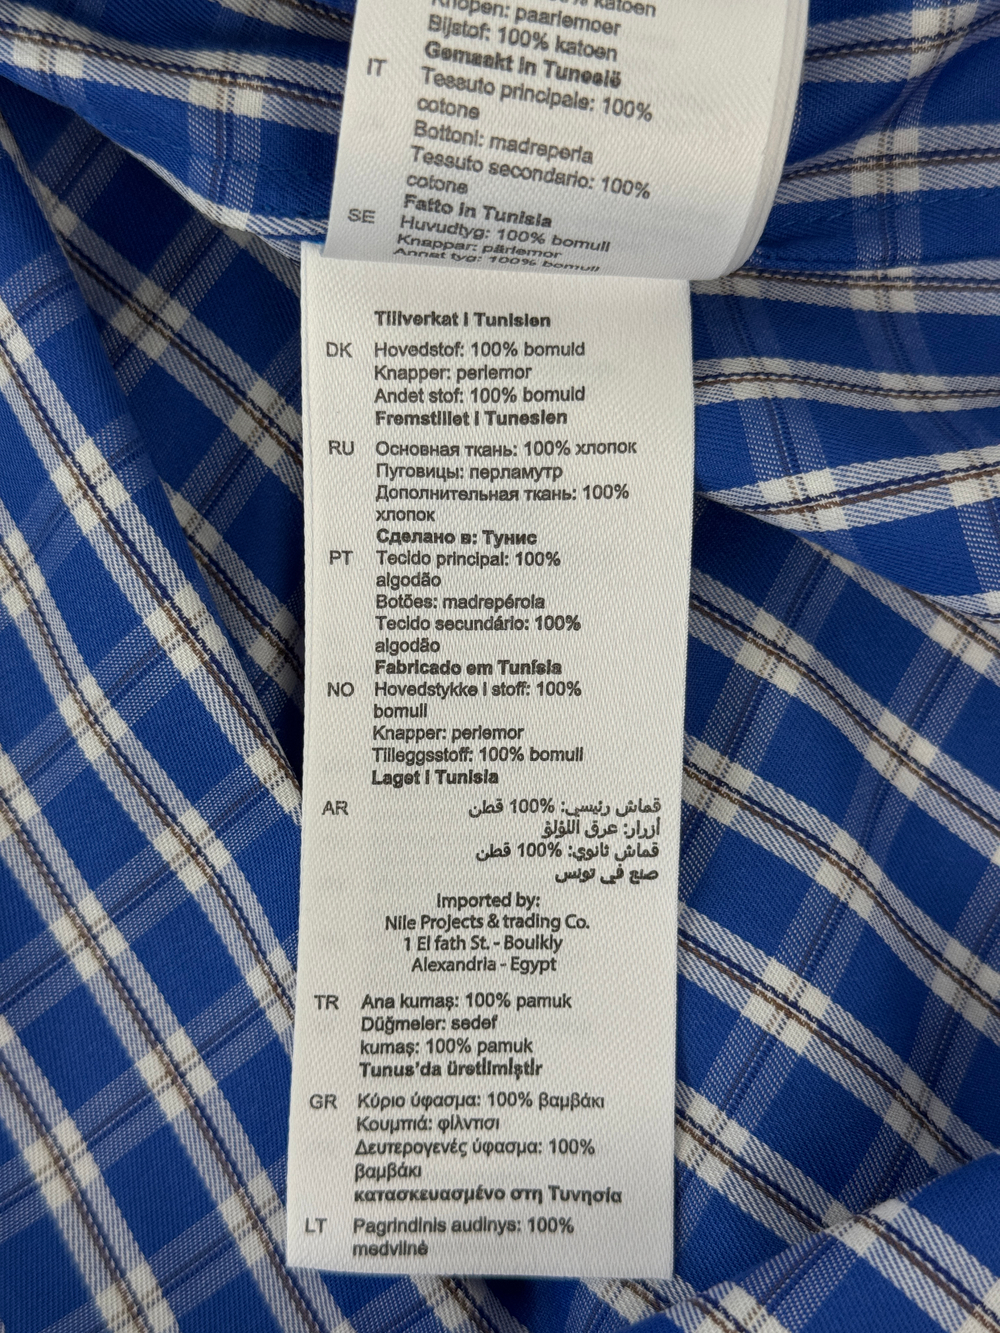 100% katoen
Knopen: paarlemoer
Bijstof: 100% katoen
Gemaakt in Tunesië
IT Tessuto principale: 100%
cotone
Bottoni: madreperla
Tessuto secondario: 100%
cotone
Fatto in Tunisia
SE Huvudtyg: 100% bomull
Knappar: pärlemor
Annat tyg: 100% bomull
Tillverkat i Tunisien
DK Hovedstof: 100% bomuld
Knapper: perlemor
Andet stof: 100% bomuld
Fremstillet i Tunesien
RU Основная ткань: 100% хлопок
Пуговицы: перламутр
Дополнительная ткань: 100%
хлопок
Сделано в: Тунис
PT Tecido principal: 100%
algodão
Botões: madrepérola
Tecido secundário: 100%
algodão
Fabricado em Tunísia
NO Hovedstykke i stoff: 100%
bomull
Knapper: perlemor
Tilleggsstoff: 100% bomull
Laget i Tunisia
AR قماش رئيسي: %100 قطن
أزرار: عرق اللؤلؤ
قماش ثانوي: %100 قطن
صنع في تونس
Imported by:
Nile Projects & trading Co.
1 El fath St. - Boulkly
Alexandria - Egypt
TR Ana kumaş: 100% pamuk
Düğmeler: sedef
kumaş: 100% pamuk
Tunus'da üretilmiştir
GR Κύριο ύφασμα: 100% βαμβάκι
Κουμπιά: φίλντισι
Δευτερογενές ύφασμα: 100%
βαμβάκι
κατασκευασμένο στη Τυνησία
LT Pagrindinis audinys: 100%
medvilnė